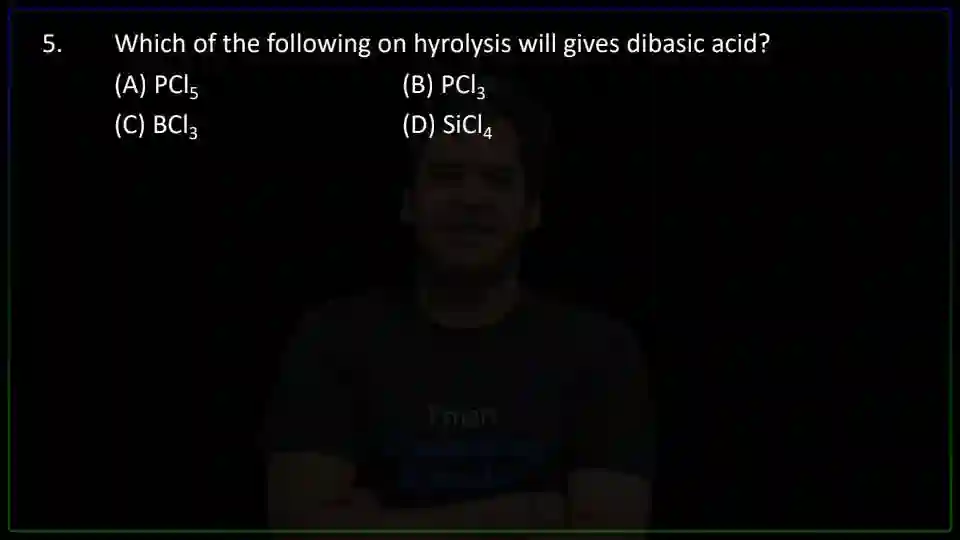 5. Which of the following on hyrolysis will gives dibasic acid?
(A) PCl₅ (B) PCl₃
(C) BCl₃ (D) SiCl₄